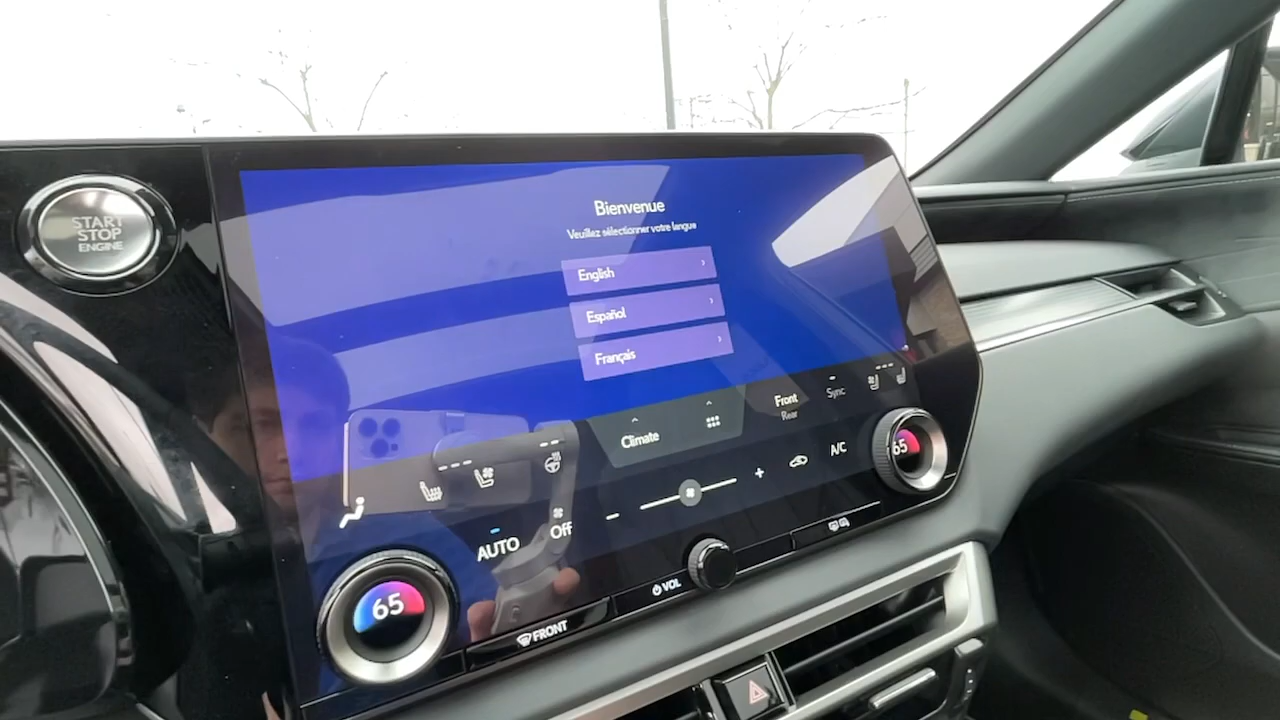 START
STOP
ENGINE
Bienvenue
Veuillez sélectionner votre langue
English
Español
Français
Climate
Front
Rear
Sync
A/C
65
AUTO
Off
65
VOL
FRONT